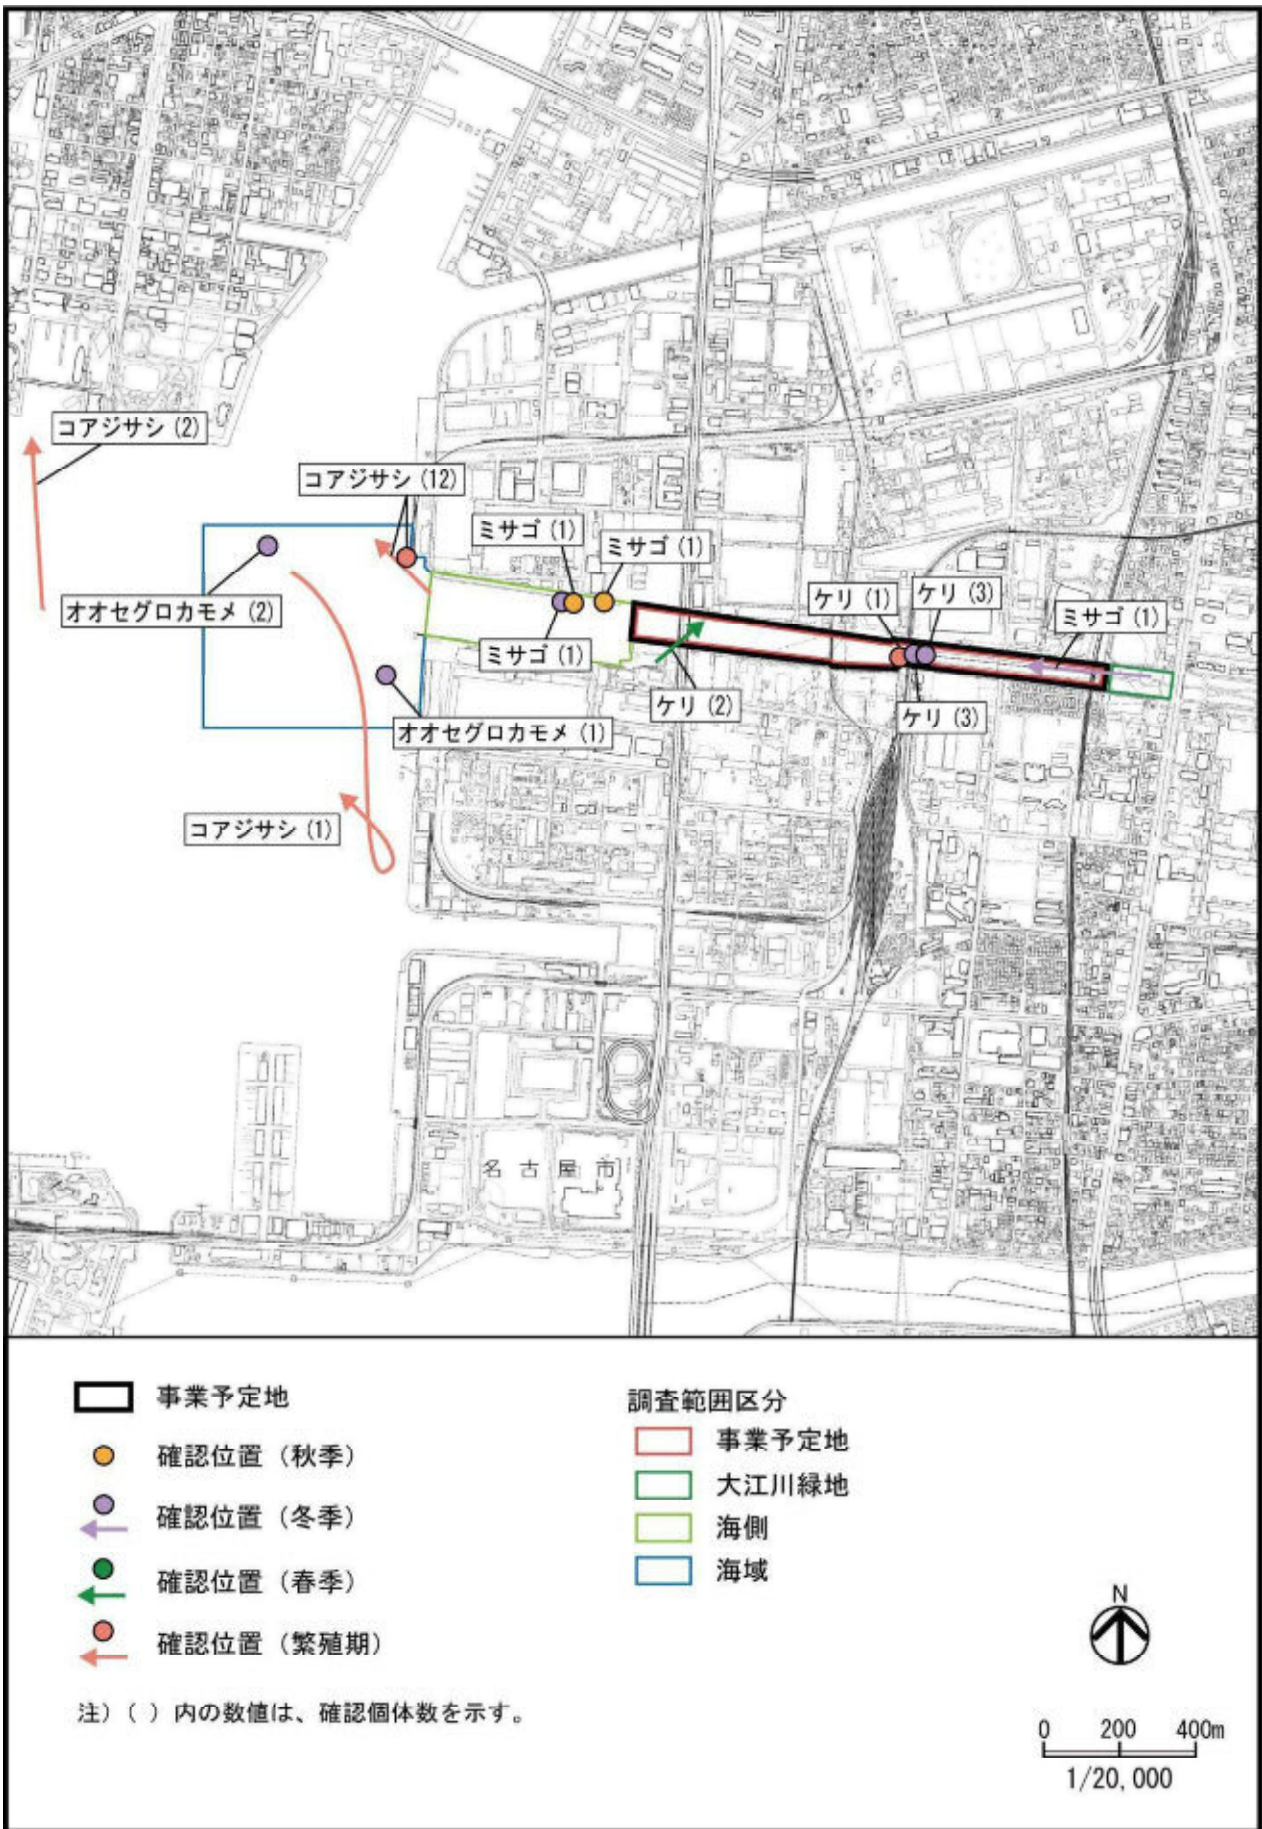 コアジサシ (2)
コアジサシ (12)
ミサゴ (1)
ミサゴ (1)
ケリ (1)
ケリ (3)
ミサゴ (1)
オオセグロカモメ (2)
ミサゴ (1)
ケリ (2)
ケリ (3)
オオセグロカモメ (1)
コアジサシ (1)
名古屋市
事業予定地
確認位置（秋季）
確認位置（冬季）
確認位置（春季）
確認位置（繁殖期）
注）（ ）内の数値は、確認個体数を示す。
調査範囲区分
事業予定地
大江川緑地
海側
海域
N
0 200 400m
1/20,000